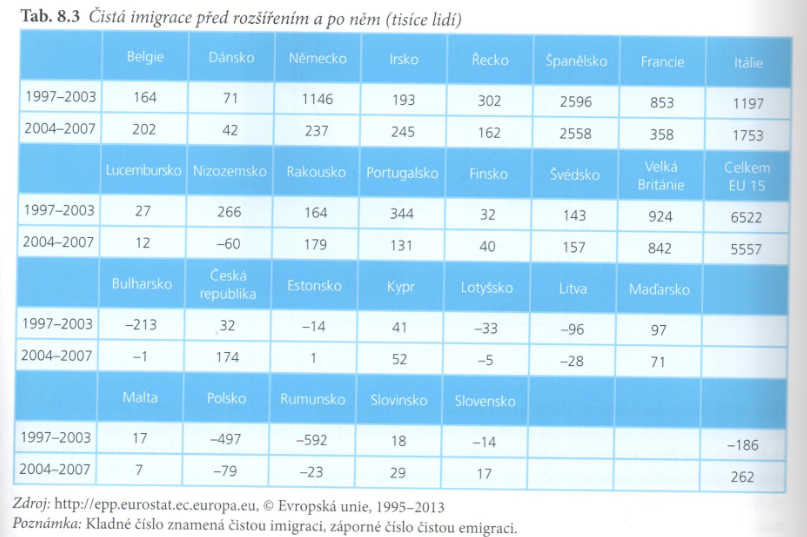 Tab. 8.3 Čistá imigrace před rozšířením a po něm (tisíce lidí)
Belgie Dánsko Německo Irsko Řecko Španělsko Francie Itálie
1997–2003 164 71 1146 193 302 2596 853 1197
2004–2007 202 42 237 245 162 2558 358 1753
Lucembursko Nizozemsko Rakousko Portugalsko Finsko Švédsko Velká Británie Celkem EU 15
1997–2003 27 266 164 344 32 143 924 6522
2004–2007 12 –60 179 131 40 157 842 5557
Bulharsko Česká republika Estonsko Kypr Lotyšsko Litva Maďarsko
1997–2003 –213 32 –14 41 –33 –96 97
2004–2007 –1 174 1 52 –5 –28 71
Malta Polsko Rumunsko Slovinsko Slovensko
1997–2003 17 –497 –592 18 –14 –186
2004–2007 7 –79 –23 29 17 262
Zdroj: http://epp.eurostat.ec.europa.eu, © Evropská unie, 1995–2013
Poznámka: Kladné číslo znamená čistou imigraci, záporné číslo čistou emigraci.